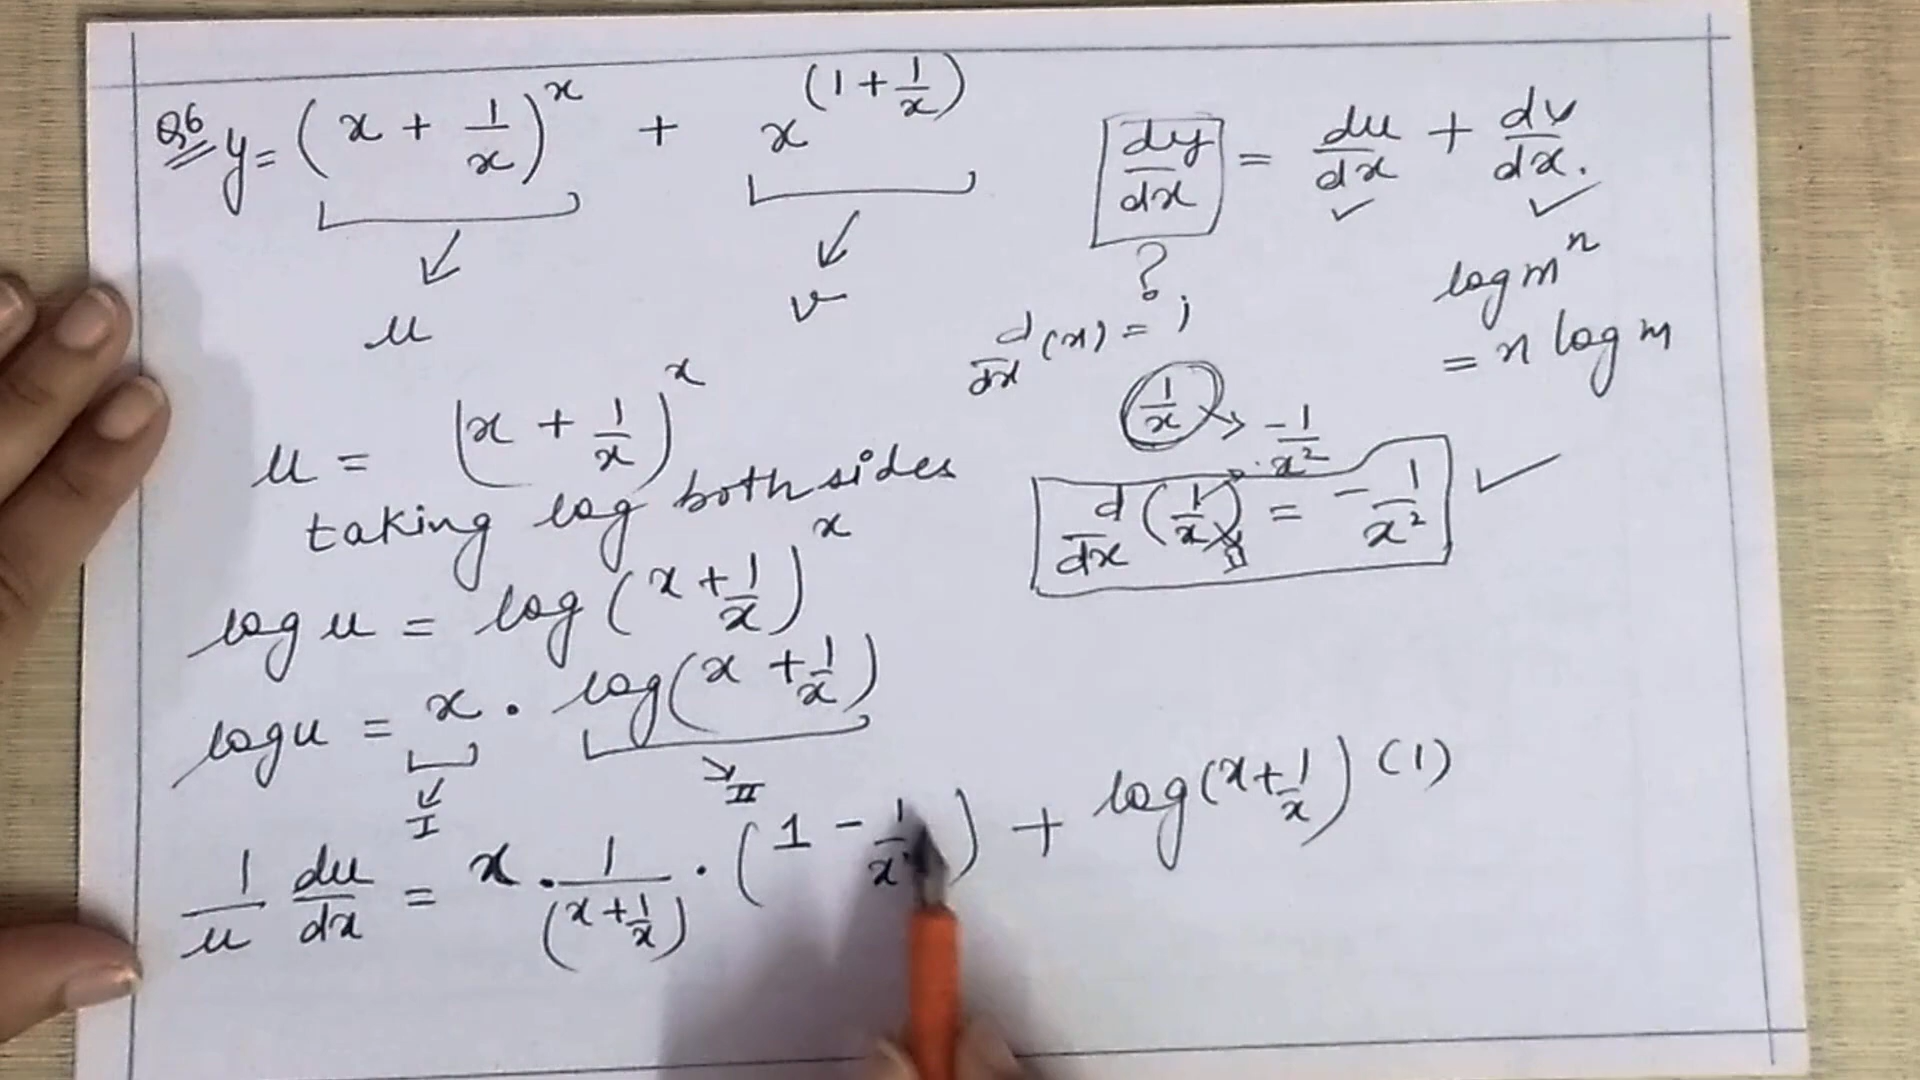 Q6 y = (x + 1/x)^x + x^(1 + 1/x)
u
v
dy/dx = du/dx + dv/dx.
?
log m^n
= n log m
d/dx (x) = 1
1/x → -1/x²
d/dx (1/x) = -1/x²
u = (x + 1/x)^x
taking log both sides
log u = log (x + 1/x)^x
log u = x . log (x + 1/x)
I
II
1/u du/dx = x . 1/(x + 1/x) . (1 - 1/x²) + log (x + 1/x) (1)